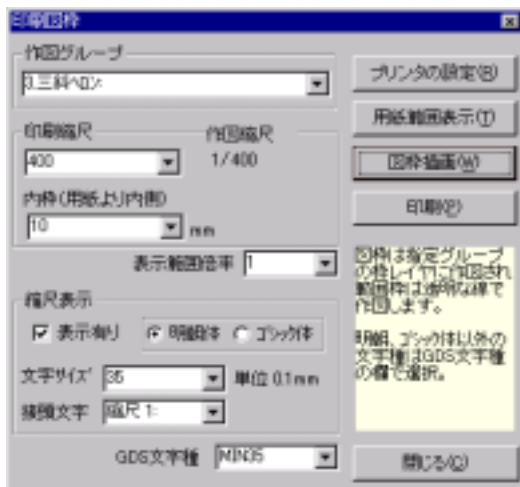 印刷図枠
作図グループ
3.三斜ヘロン
印刷縮尺
作図縮尺
400
1/400
内枠(用紙より内側)
10
mm
表示範囲倍率
1
縮尺表示
表示有り
明朝体
ゴシック体
文字サイズ
35
単位 0.1mm
接頭文字
縮尺 1:
GDS文字種
MIN35
プリンタの設定(B)
用紙範囲表示(T)
図枠描画(W)
印刷(P)
図枠は指定グループ
の枠レイヤに作図され
範囲枠は透明な線で
作図します。
明朝、ゴシック体以外の
文字種はGDS文字種
の欄で選択。
閉じる(C)